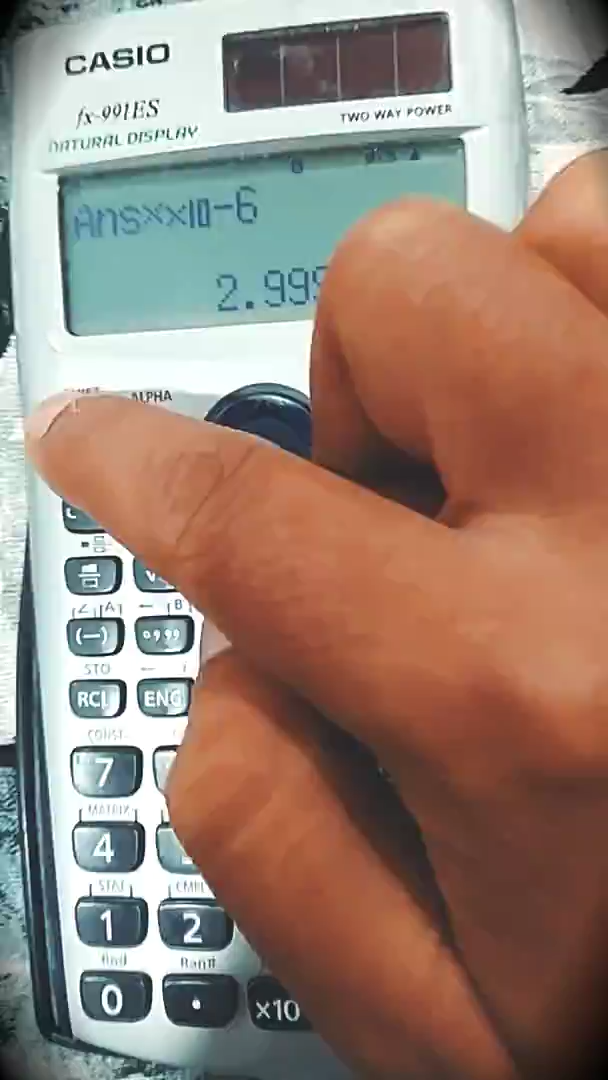 CASIO
fx-991ES
NATURAL DISPLAY
TWO WAY POWER
Ans××10-6
2.999
ALPHA
(−)
STO
RCL ENG
CONST
7
MATRIX
4
STAT CMPLX
1 2
Rnd Ran#
0 . ×10